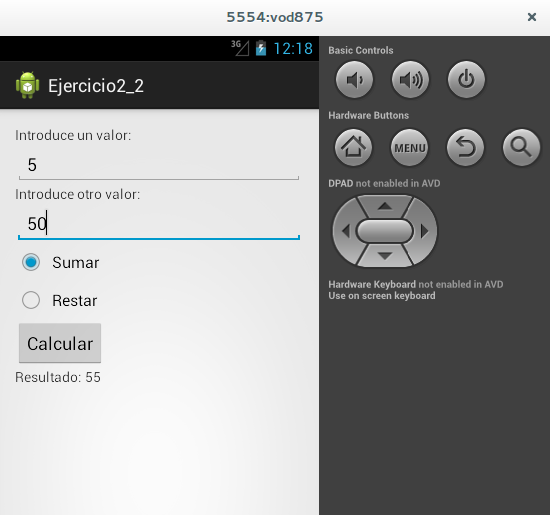 5554:vod875
3G 12:18
Ejercicio2_2
Introduce un valor:
5
Introduce otro valor:
50
Sumar
Restar
Calcular
Resultado: 55
Basic Controls
Hardware Buttons
MENU
DPAD not enabled in AVD
Hardware Keyboard not enabled in AVD
Use on screen keyboard